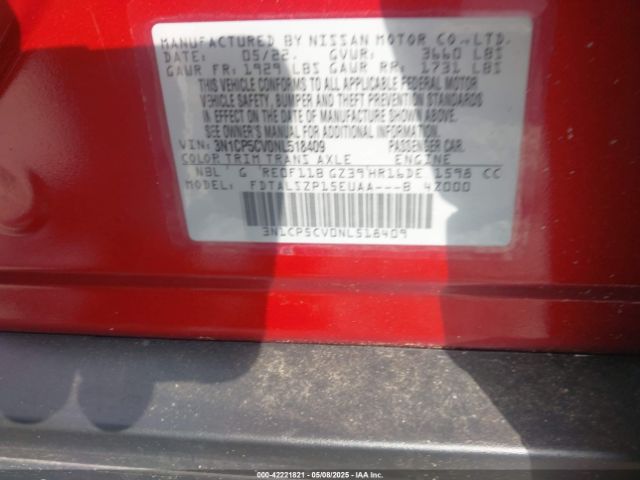 MANUFACTURED BY NISSAN MOTOR CO.,LTD.
DATE: 05/22. GVWR: 3660 LBS
GAWR FR: 1929 LBS GAWR RR: 1731 LBS
THIS VEHICLE CONFORMS TO ALL APPLICABLE FEDERAL MOTOR
VEHICLE SAFETY, BUMPER AND THEFT PREVENTION STANDARDS
IN EFFECT ON THE DATE OF MANUFACTURE SHOWN ABOVE.
SEE OWNER'S MANUAL FOR ADDITIONAL INFORMATION.
VIN: 3N1CP5CV0NL518409 PASSENGER CAR.
COLOR TRIM TRANS AXLE ENGINE
NBL G RE0F11B GZ39 HR16DE 1598 CC
MODEL: FDTALSZP15EUAA---B 4Z000
3N1CP5CV0NL518409
000-42221821 05/08/2025 IAA Inc.